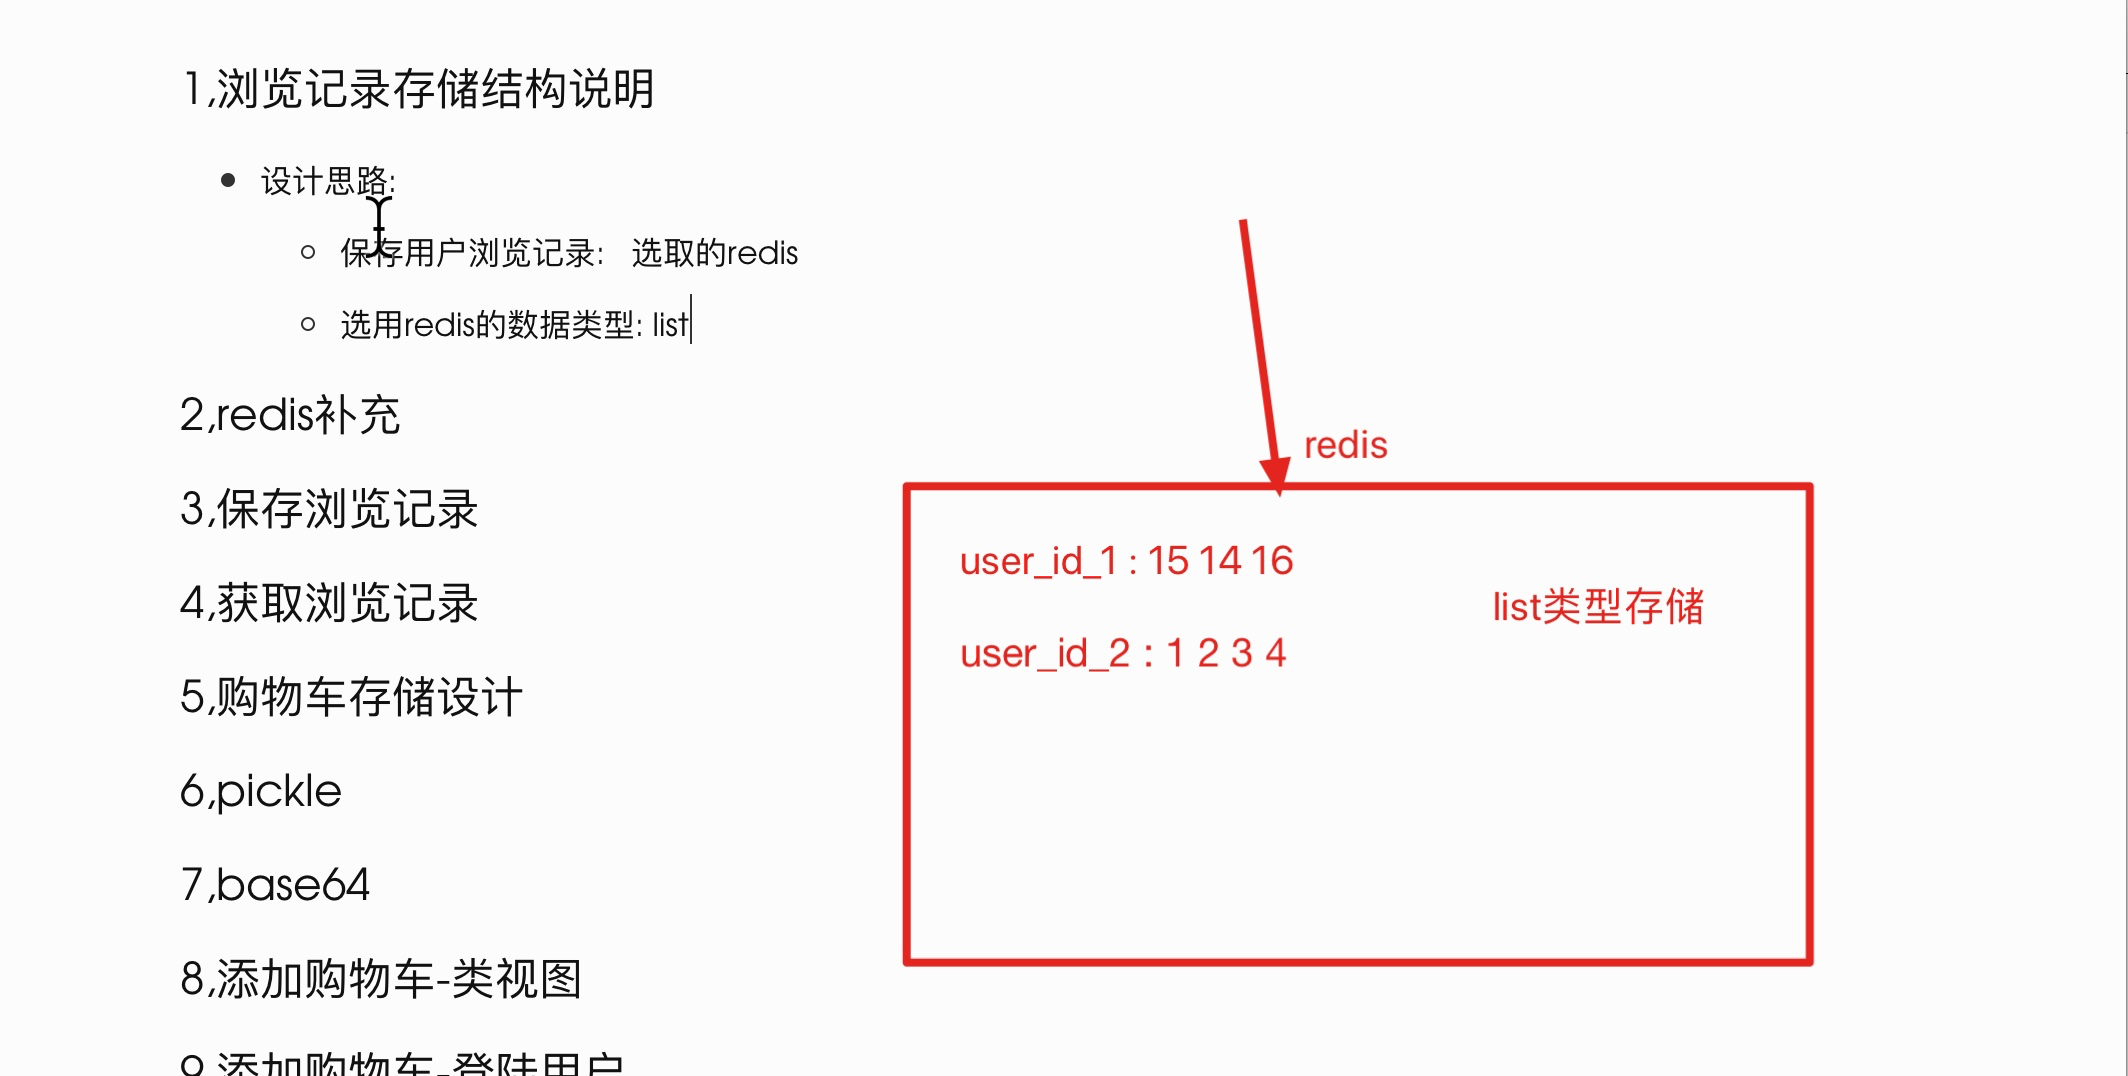 1,浏览记录存储结构说明
设计思路:
保存用户浏览记录: 选取的redis
选用redis的数据类型: list
2,redis补充
3,保存浏览记录
4,获取浏览记录
5,购物车存储设计
6,pickle
7,base64
8,添加购物车-类视图
9,添加购物车-登陆用户
redis
user_id_1 : 15 14 16
list类型存储
user_id_2 : 1 2 3 4